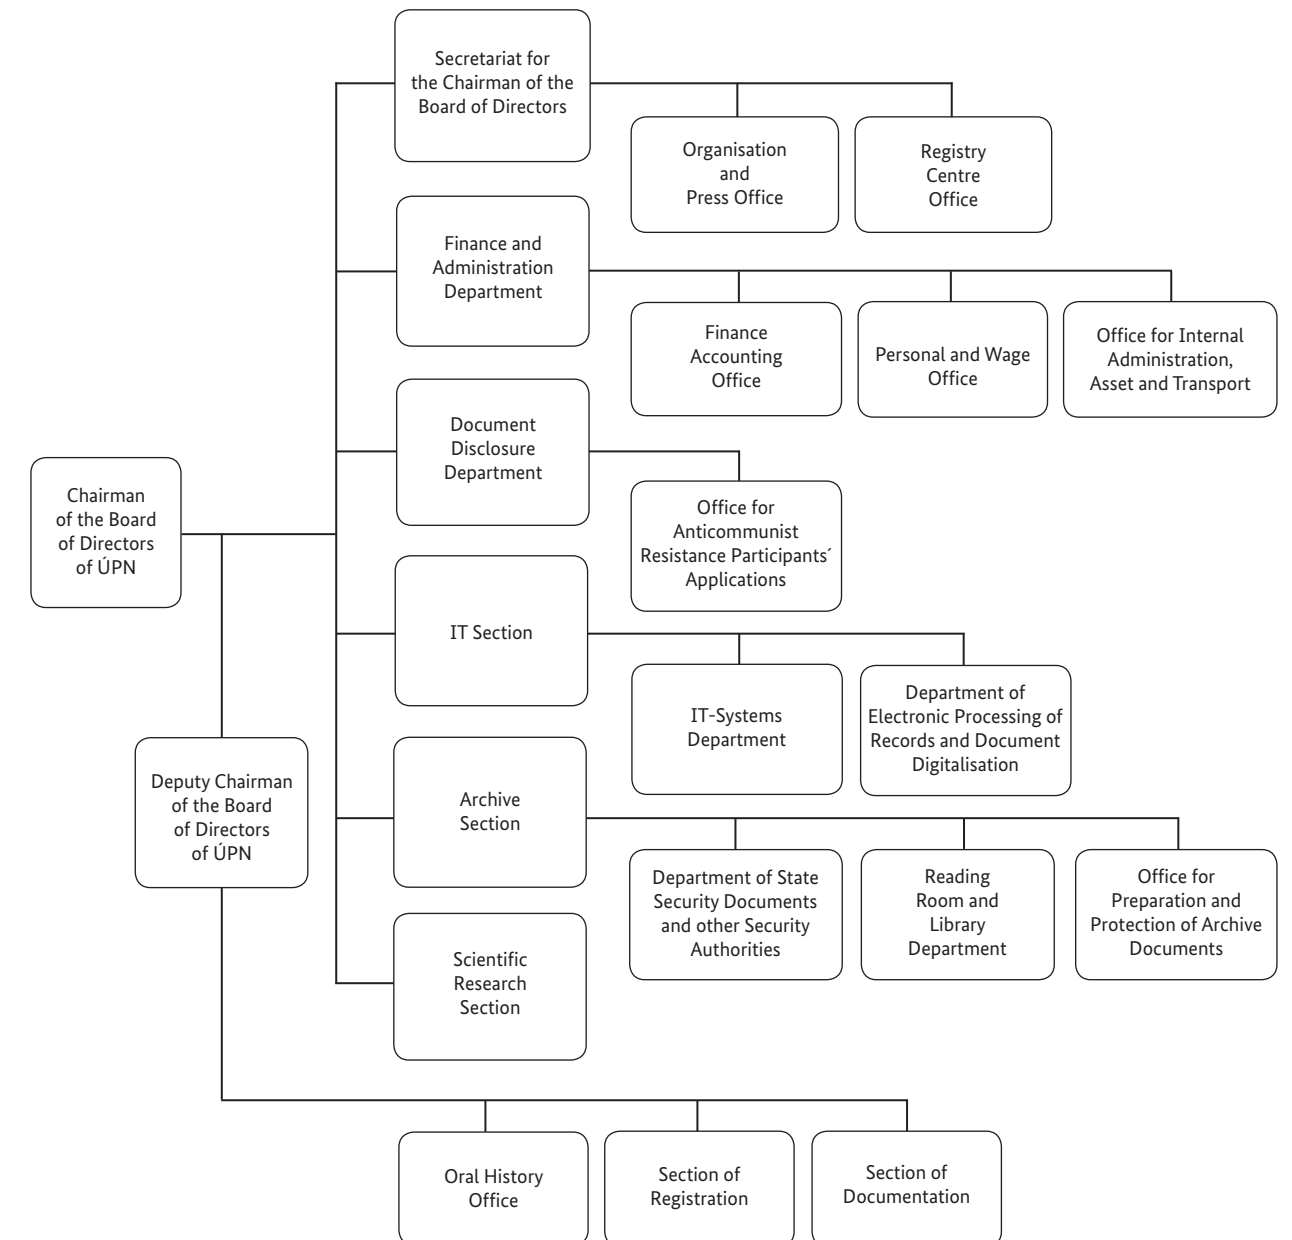 Secretariat for
the Chairman of the
Board of Directors
Organisation
and
Press Office
Registry
Centre
Office
Finance and
Administration
Department
Finance
Accounting
Office
Personal and Wage
Office
Office for Internal
Administration,
Asset and Transport
Document
Disclosure
Department
Office for
Anticommunist
Resistance Participants´
Applications
Chairman
of the Board
of Directors
of ÚPN
IT Section
IT-Systems
Department
Department of
Electronic Processing of
Records and Document
Digitalisation
Deputy Chairman
of the Board
of Directors
of ÚPN
Archive
Section
Department of State
Security Documents
and other Security
Authorities
Reading
Room and
Library
Department
Office for
Preparation and
Protection of Archive
Documents
Scientific
Research
Section
Oral History
Office
Section of
Registration
Section of
Documentation